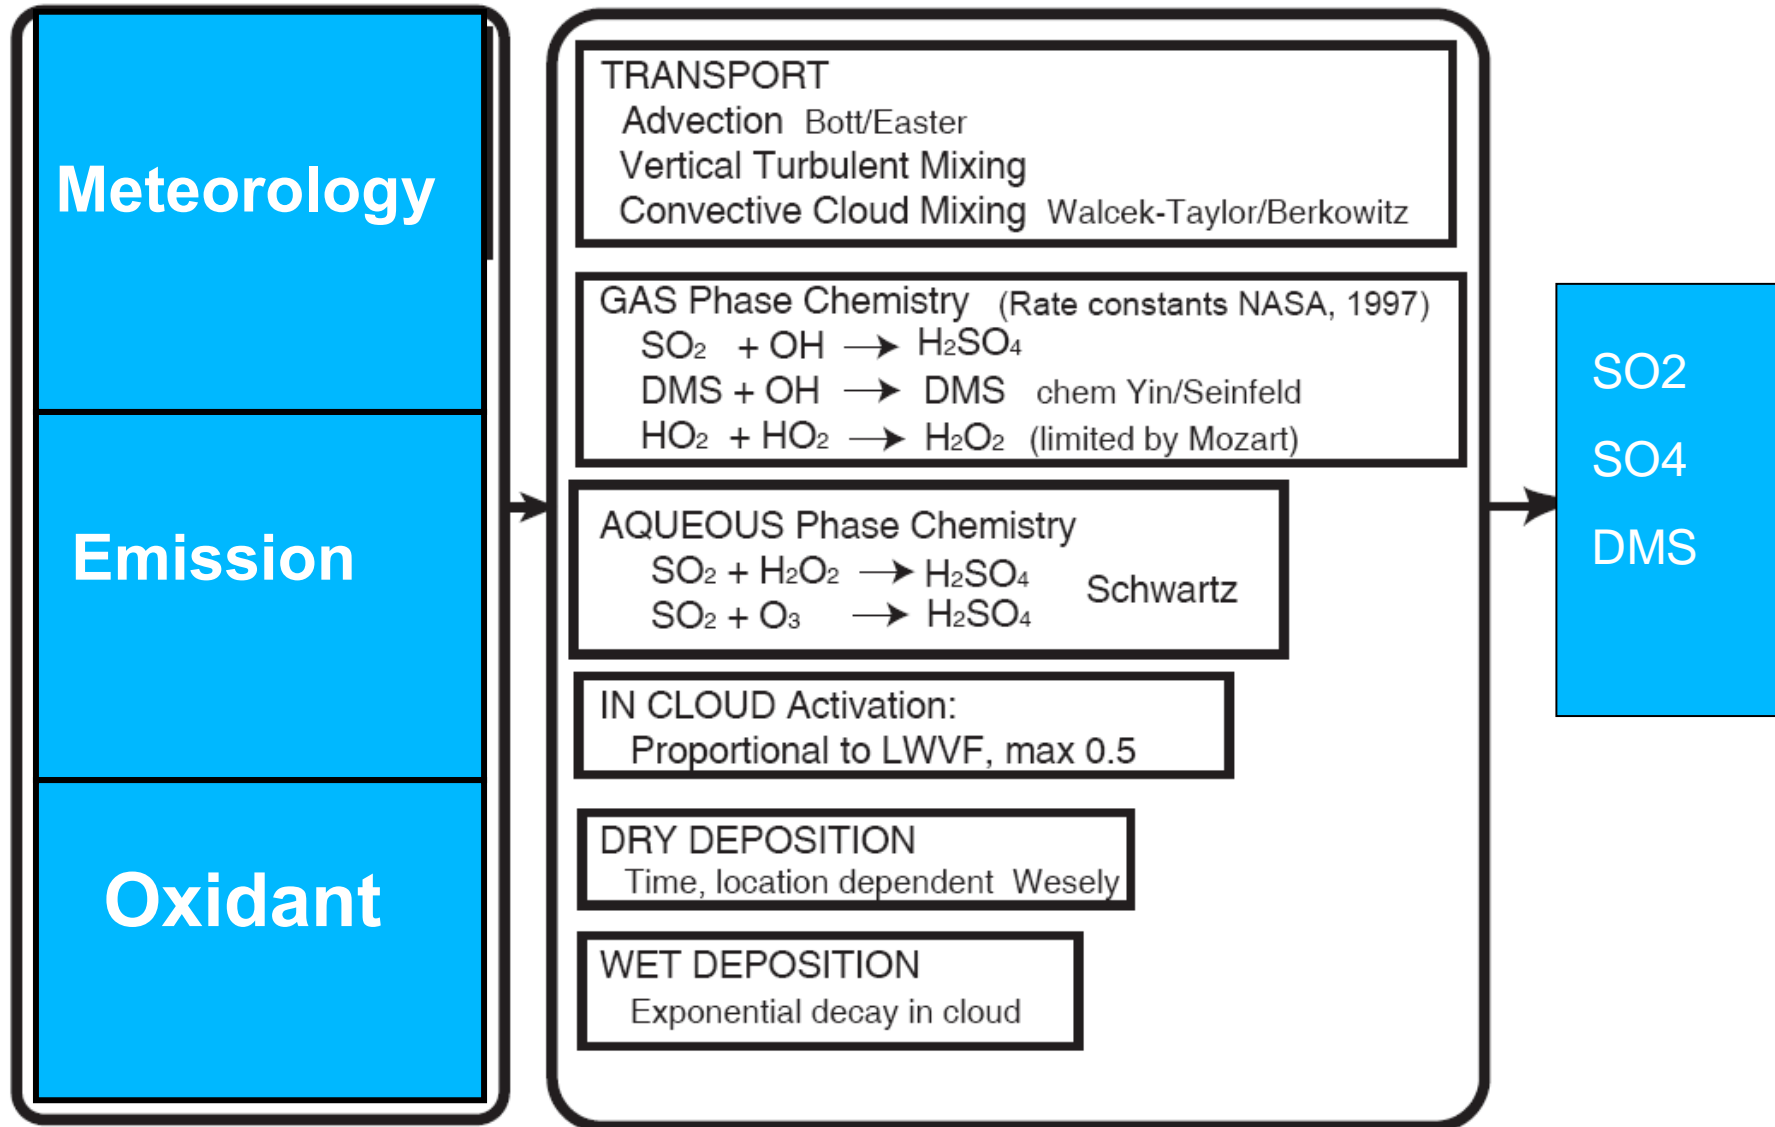 Meteorology
Emission
Oxidant
TRANSPORT
Advection Bott/Easter
Vertical Turbulent Mixing
Convective Cloud Mixing Walcek-Taylor/Berkowitz
GAS Phase Chemistry (Rate constants NASA, 1997)
SO₂ + OH → H₂SO₄
DMS + OH → DMS chem Yin/Seinfeld
HO₂ + HO₂ → H₂O₂ (limited by Mozart)
AQUEOUS Phase Chemistry
SO₂ + H₂O₂ → H₂SO₄
Schwartz
SO₂ + O₃ → H₂SO₄
IN CLOUD Activation:
Proportional to LWVF, max 0.5
DRY DEPOSITION
Time, location dependent Wesely
WET DEPOSITION
Exponential decay in cloud
SO2
SO4
DMS